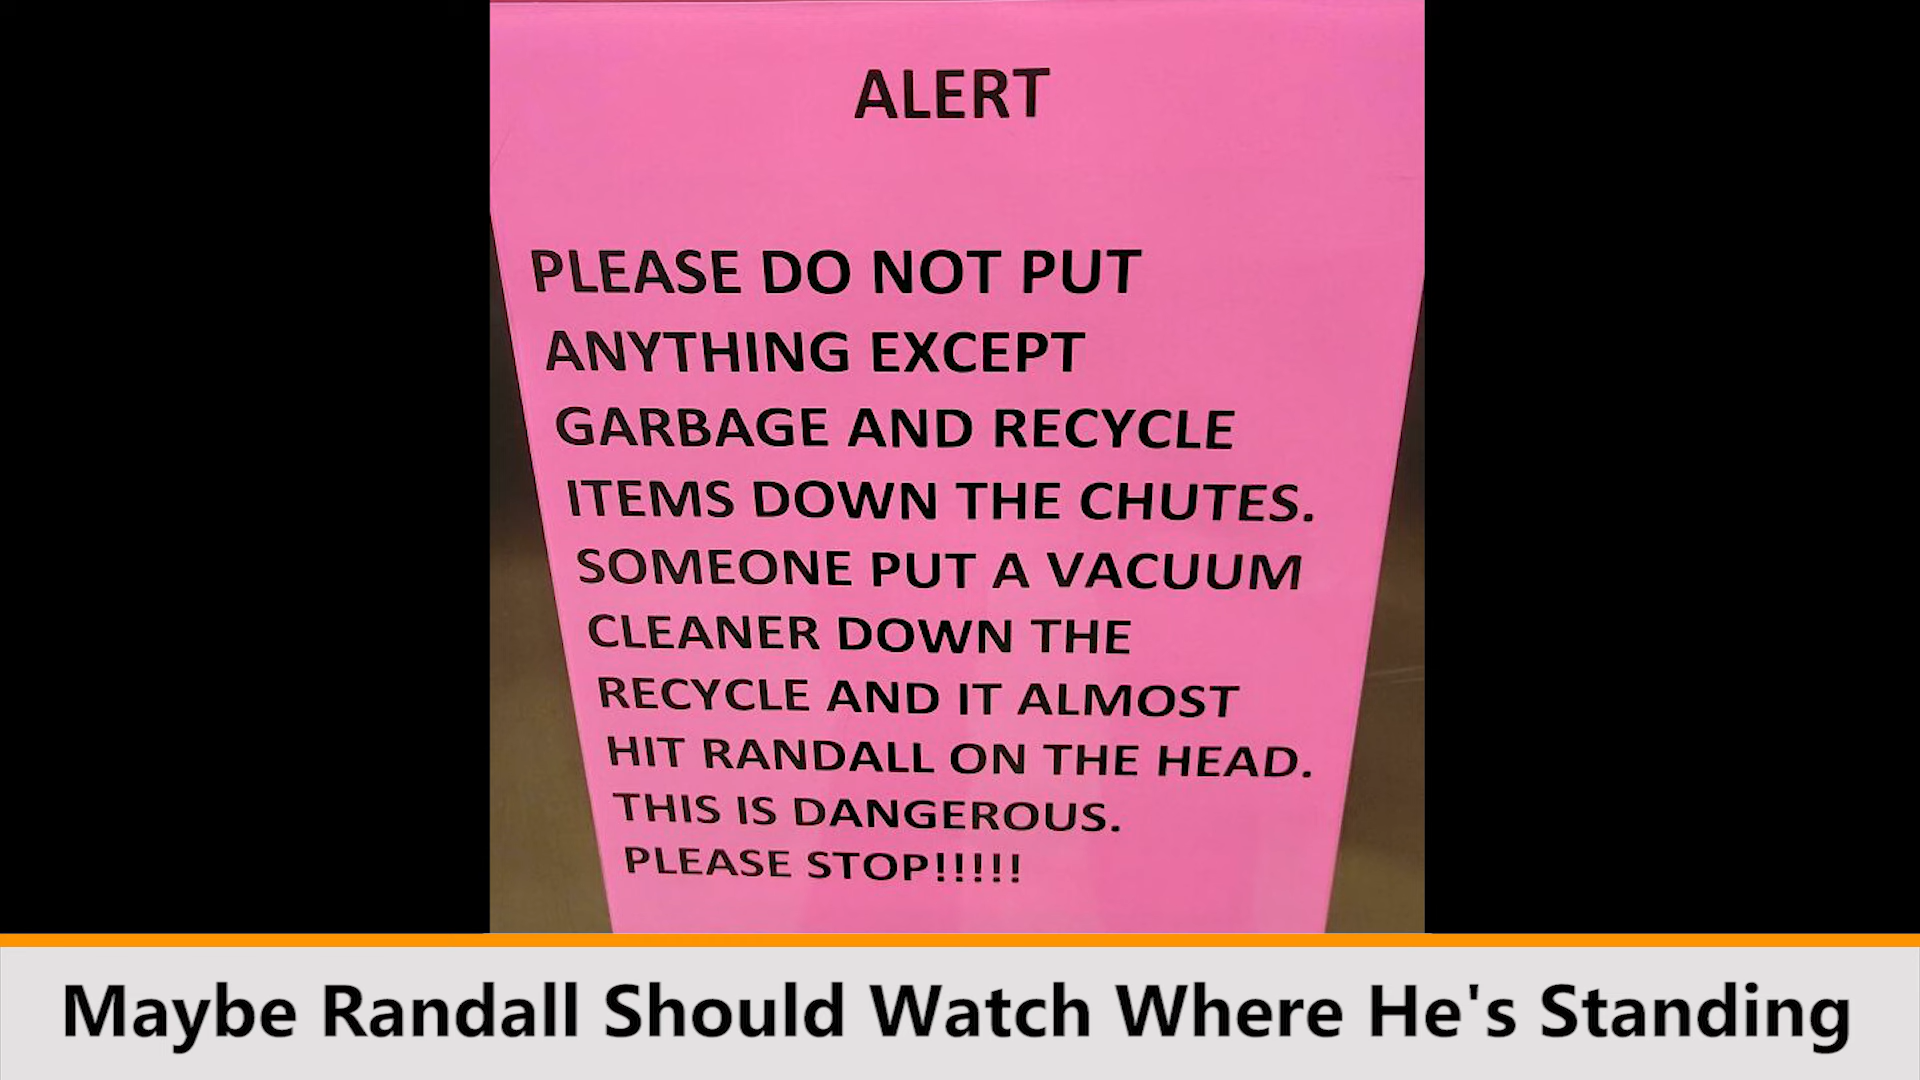 ALERT
PLEASE DO NOT PUT
ANYTHING EXCEPT
GARBAGE AND RECYCLE
ITEMS DOWN THE CHUTES.
SOMEONE PUT A VACUUM
CLEANER DOWN THE
RECYCLE AND IT ALMOST
HIT RANDALL ON THE HEAD.
THIS IS DANGEROUS.
PLEASE STOP!!!!!
Maybe Randall Should Watch Where He's Standing